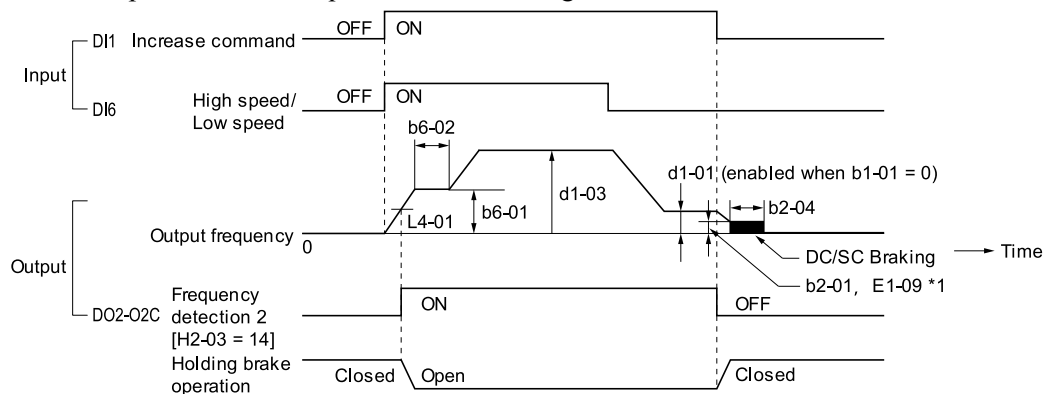 OFF ON
DI1 Increase command
Input
DI6 High speed/
Low speed
OFF ON
b6-02
d1-01 (enabled when b1-01 = 0)
d1-03
b2-04
L4-01
b6-01
Output frequency
0
DC/SC Braking
Time
b2-01, E1-09 *1
Output
DO2-O2C
Frequency
detection 2
[H2-03 = 14]
ON
OFF
Holding brake
operation
Closed
Open
Closed